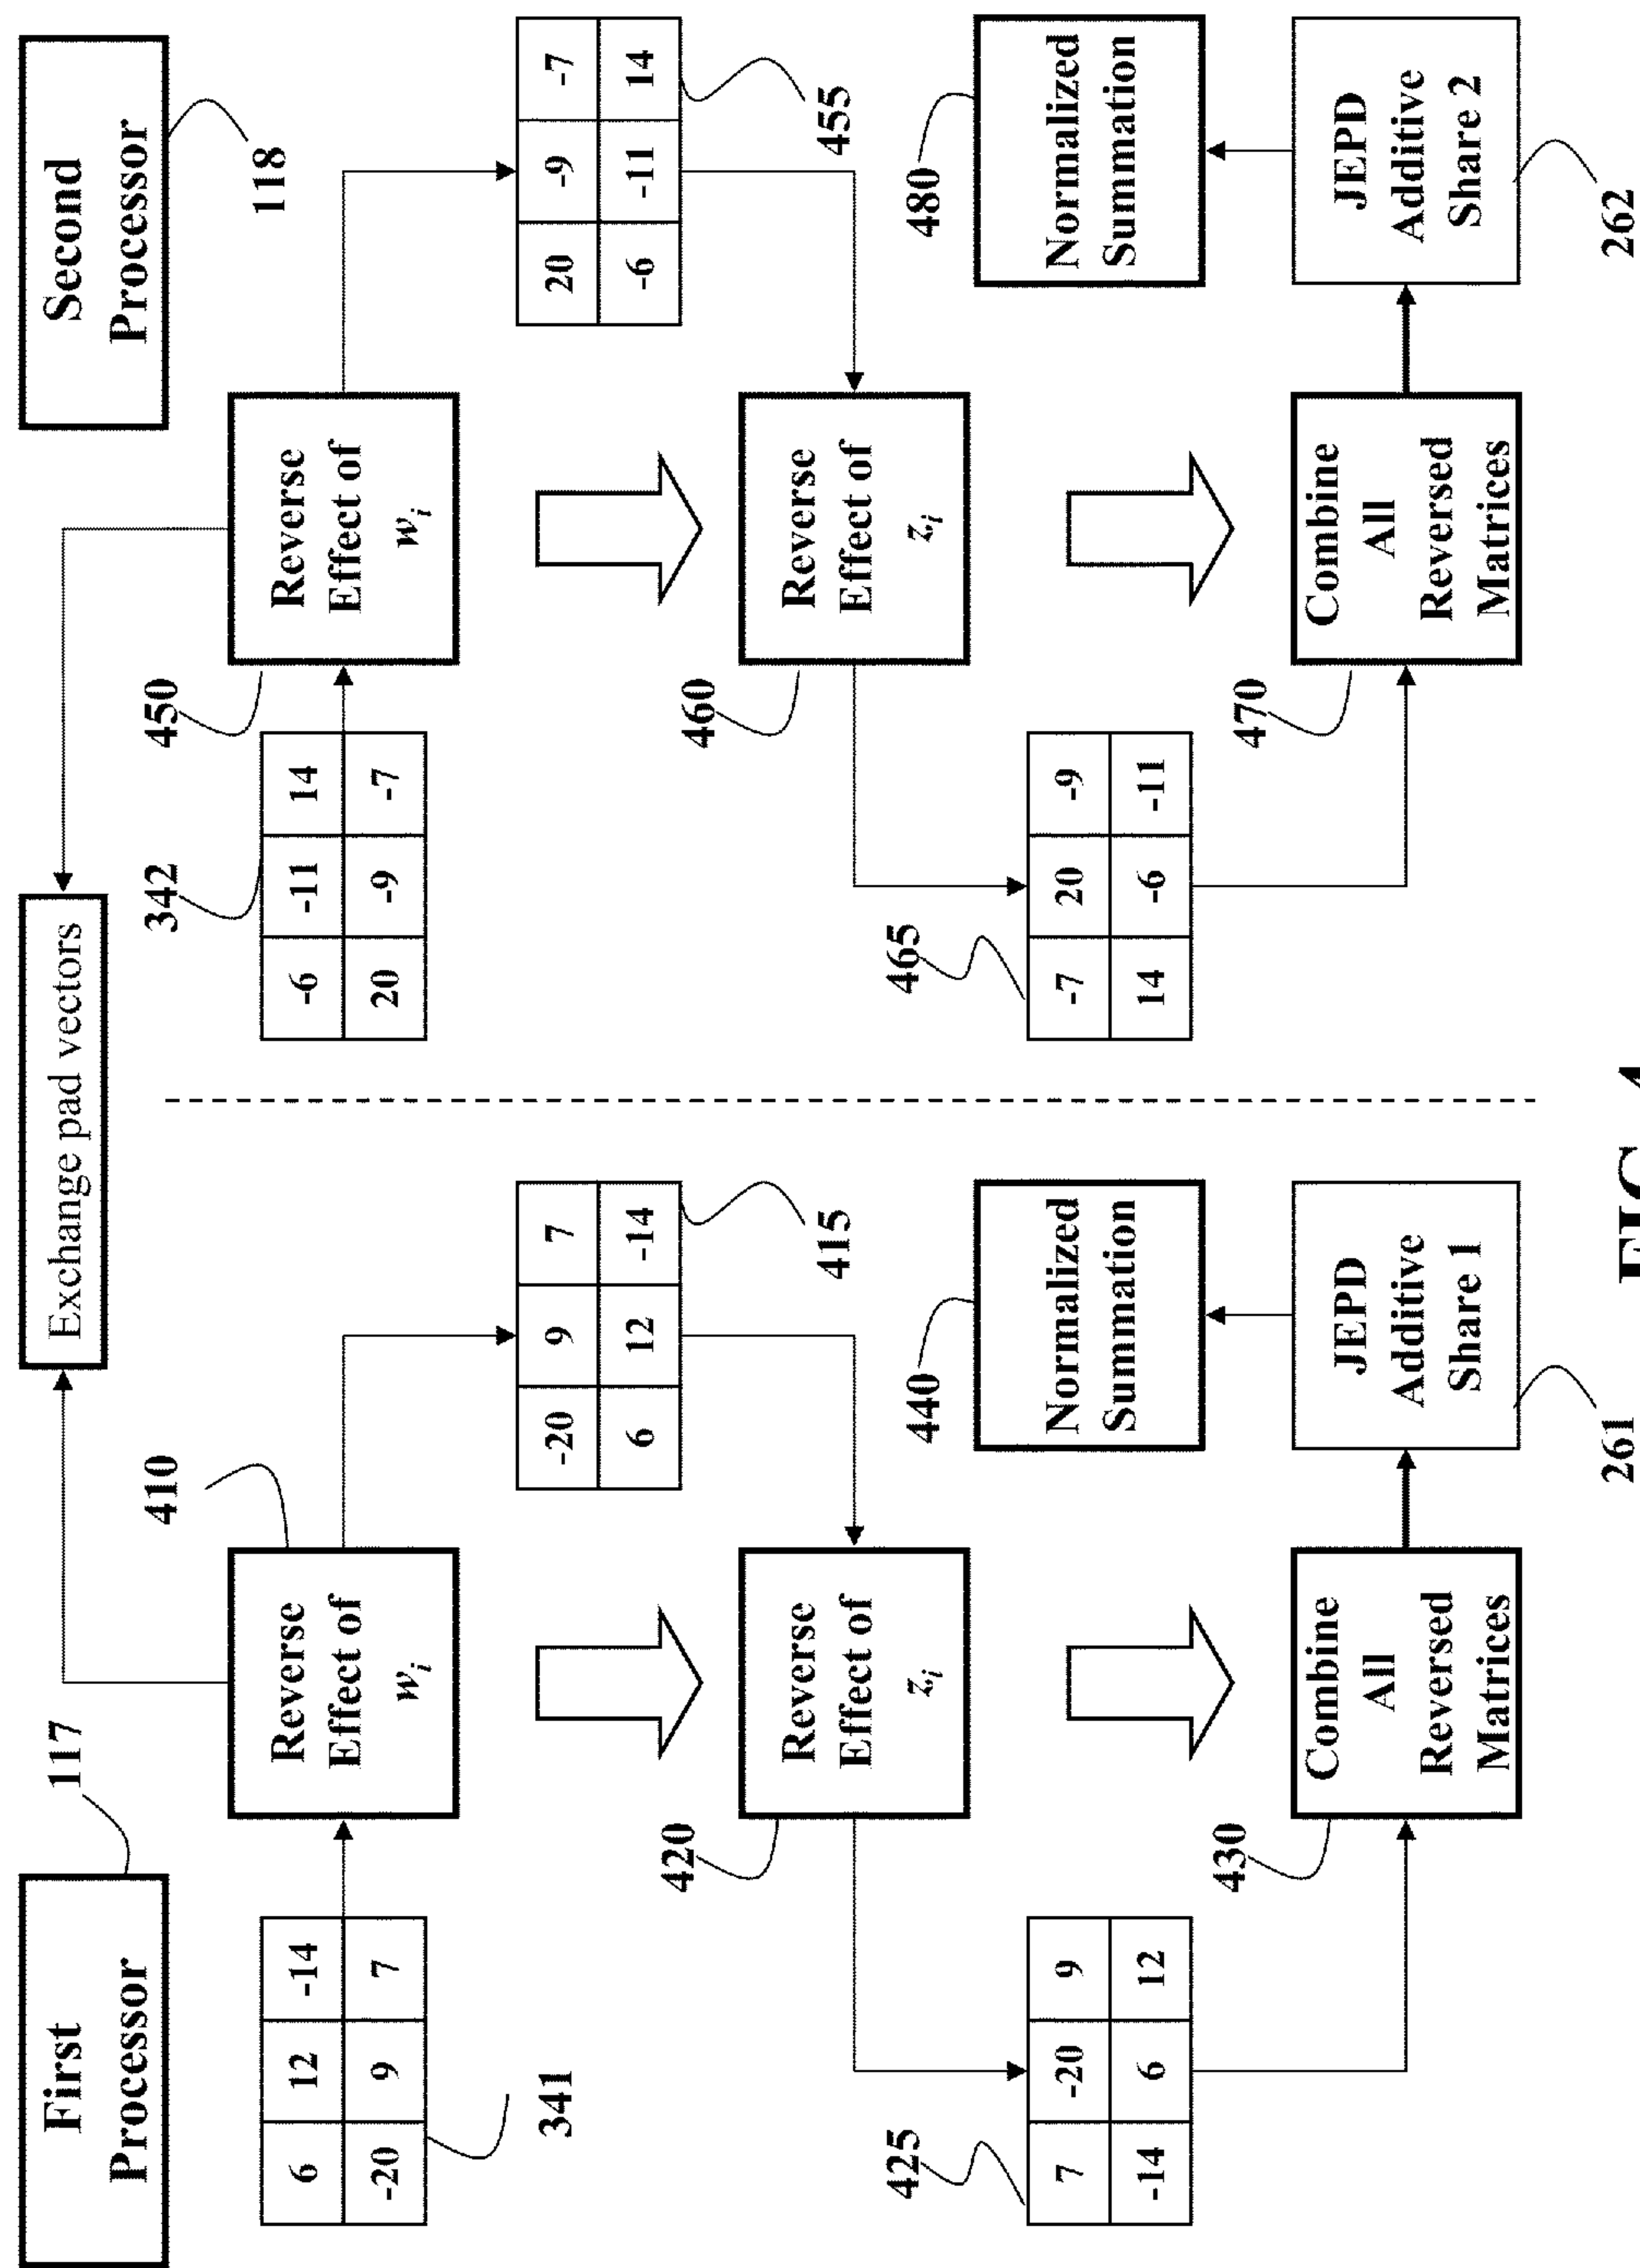 First
Processor
117
Exchange pad vectors
Second
Processor
118
6 12 -14
-20 9 7
341
410
Reverse
Effect of
w_i
-20 9 7
6 12 -14
415
342
-6 -11 14
20 -9 -7
450
Reverse
Effect of
w_i
20 -9 -7
-6 -11 14
455
420
Reverse
Effect of
z_i
425
7 -20 9
-14 6 12
460
Reverse
Effect of
z_i
465
-7 20 -9
14 -6 -11
430
Combine
All
Reversed
Matrices
440
Normalized
Summation
JEPD
Additive
Share 1
261
470
Combine
All
Reversed
Matrices
480
Normalized
Summation
JEPD
Additive
Share 2
262